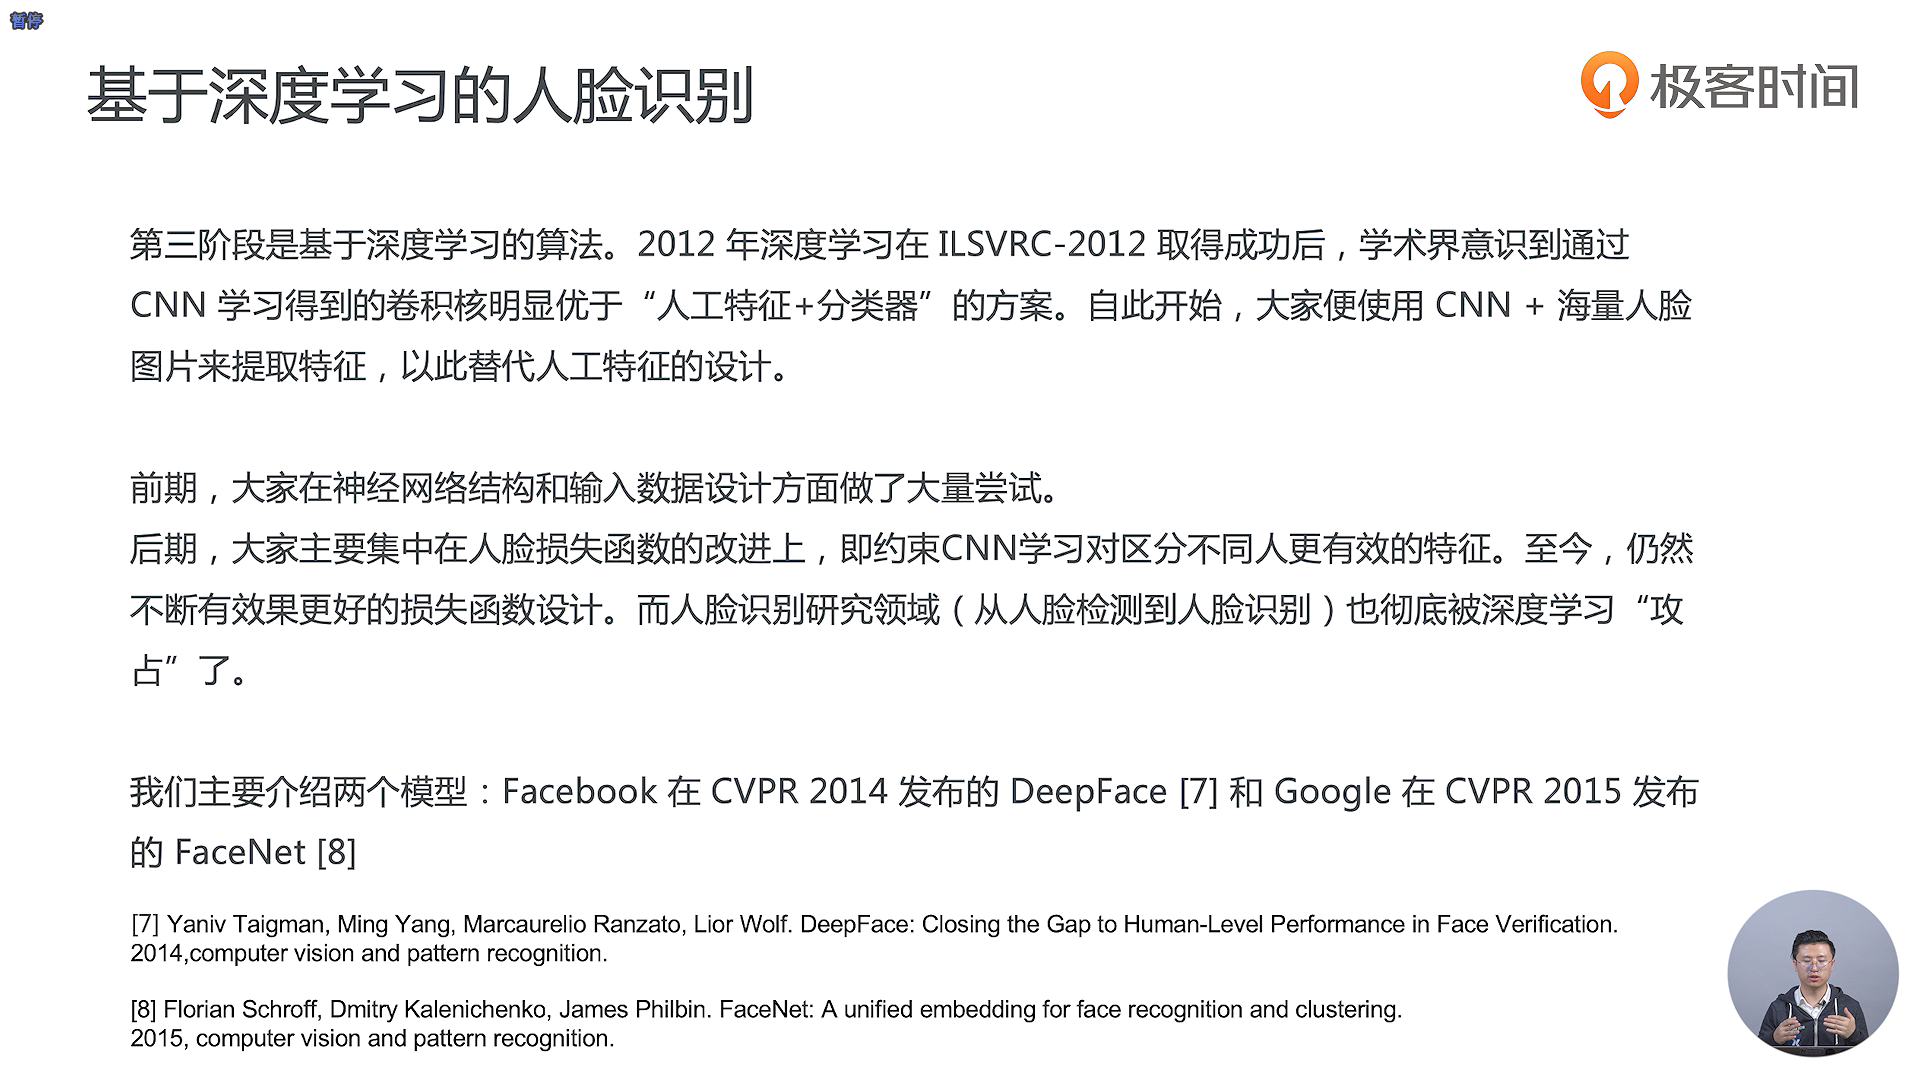 暂停
基于深度学习的人脸识别
极客时间
第三阶段是基于深度学习的算法。2012 年深度学习在 ILSVRC-2012 取得成功后，学术界意识到通过
CNN 学习得到的卷积核明显优于“人工特征+分类器”的方案。自此开始，大家便使用 CNN + 海量人脸
图片来提取特征，以此替代人工特征的设计。
前期，大家在神经网络结构和输入数据设计方面做了大量尝试。
后期，大家主要集中在人脸损失函数的改进上，即约束CNN学习对区分不同人更有效的特征。至今，仍然
不断有效果更好的损失函数设计。而人脸识别研究领域（从人脸检测到人脸识别）也彻底被深度学习“攻
占”了。
我们主要介绍两个模型：Facebook 在 CVPR 2014 发布的 DeepFace [7] 和 Google 在 CVPR 2015 发布
的 FaceNet [8]
[7] Yaniv Taigman, Ming Yang, Marcaurelio Ranzato, Lior Wolf. DeepFace: Closing the Gap to Human-Level Performance in Face Verification.
2014,computer vision and pattern recognition.
[8] Florian Schroff, Dmitry Kalenichenko, James Philbin. FaceNet: A unified embedding for face recognition and clustering.
2015, computer vision and pattern recognition.